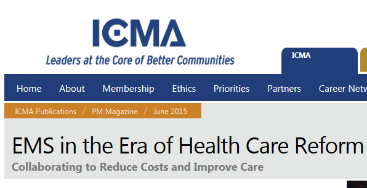 ICMA
Leaders at the Core of Better Communities
ICMA
Home About Membership Ethics Priorities Partners Career
ICMA Publications / PM Magazine / June 2015
EMS in the Era of Health Care Reform
Collaborating to Reduce Costs and Improve Care